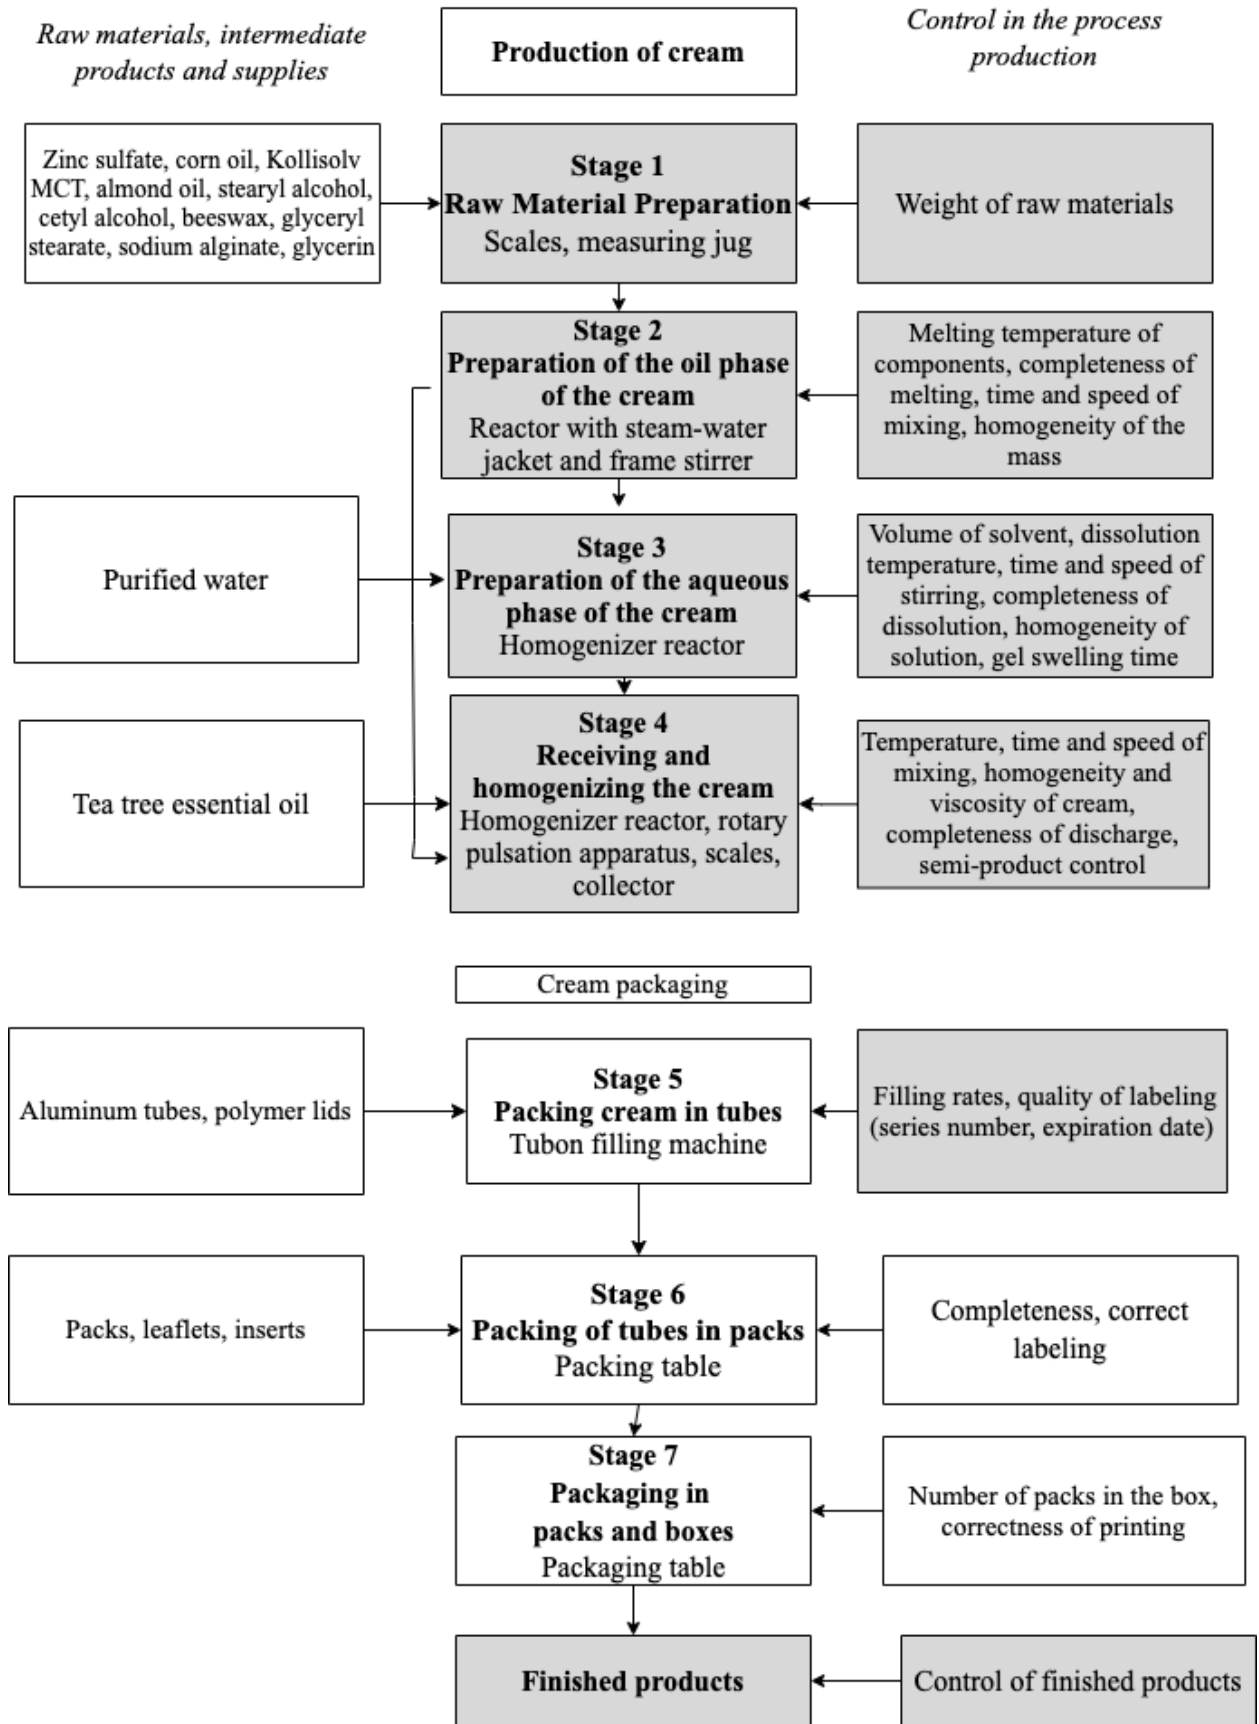 Raw materials, intermediate
products and supplies
Production of cream
Control in the process
production
Zinc sulfate, corn oil, Kollisolv
MCT, almond oil, stearyl alcohol,
cetyl alcohol, beeswax, glyceryl
stearate, sodium alginate, glycerin
Stage 1
Raw Material Preparation
Scales, measuring jug
Weight of raw materials
Stage 2
Preparation of the oil phase
of the cream
Reactor with steam-water
jacket and frame stirrer
Melting temperature of
components, completeness of
melting, time and speed of
mixing, homogeneity of the
mass
Purified water
Stage 3
Preparation of the aqueous
phase of the cream
Homogenizer reactor
Volume of solvent, dissolution
temperature, time and speed of
stirring, completeness of
dissolution, homogeneity of
solution, gel swelling time
Tea tree essential oil
Stage 4
Receiving and
homogenizing the cream
Homogenizer reactor, rotary
pulsation apparatus, scales,
collector
Temperature, time and speed of
mixing, homogeneity and
viscosity of cream,
completeness of discharge,
semi-product control
Cream packaging
Aluminum tubes, polymer lids
Stage 5
Packing cream in tubes
Tubon filling machine
Filling rates, quality of labeling
(series number, expiration date)
Packs, leaflets, inserts
Stage 6
Packing of tubes in packs
Packing table
Completeness, correct
labeling
Stage 7
Packaging in
packs and boxes
Packaging table
Number of packs in the box,
correctness of printing
Finished products
Control of finished products